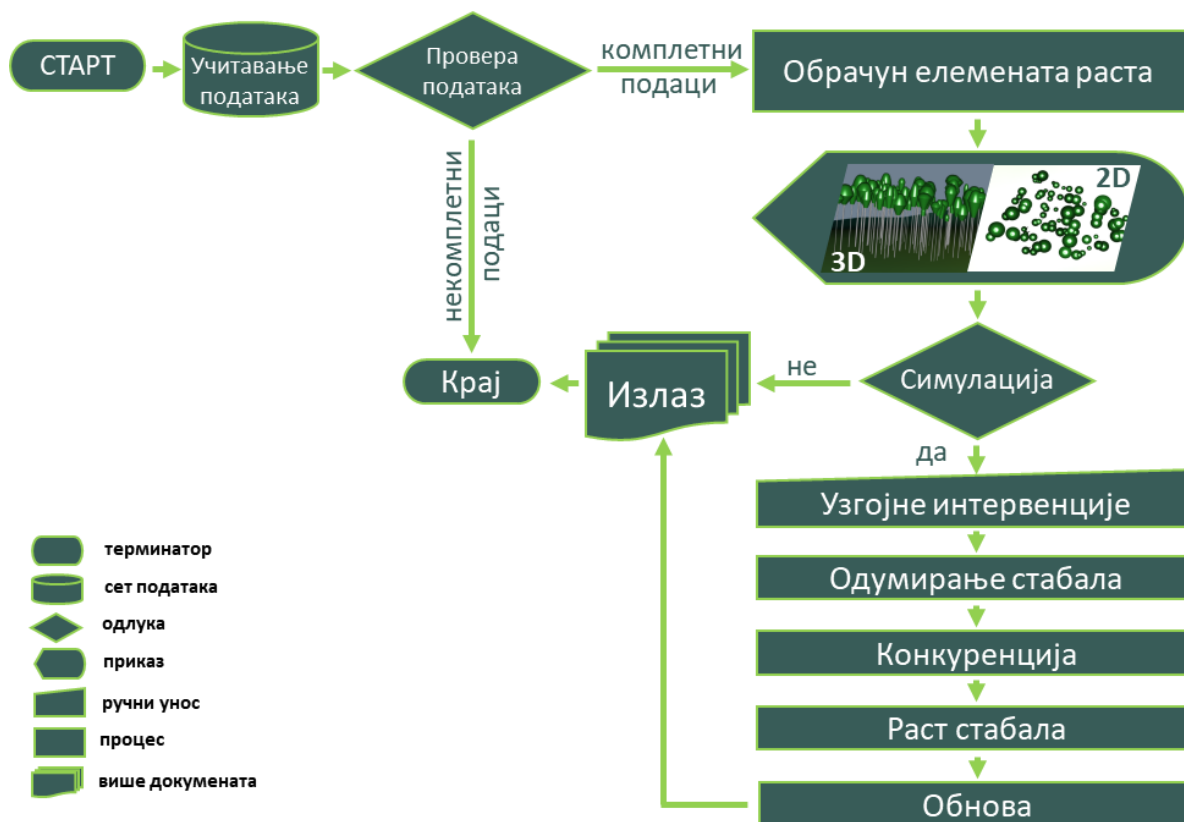 СТАРТ
Учитавање
података
Провера
података
комплетни
подаци
Обрачун елемената раста
2D
3D
некомплетни
подаци
Симулација
не
Излаз
Крај
да
Узгојне интервенције
Одумирање стабала
Конкуренција
Раст стабала
Обнова
терминатор
сет података
одлука
приказ
ручни унос
процес
више докумената